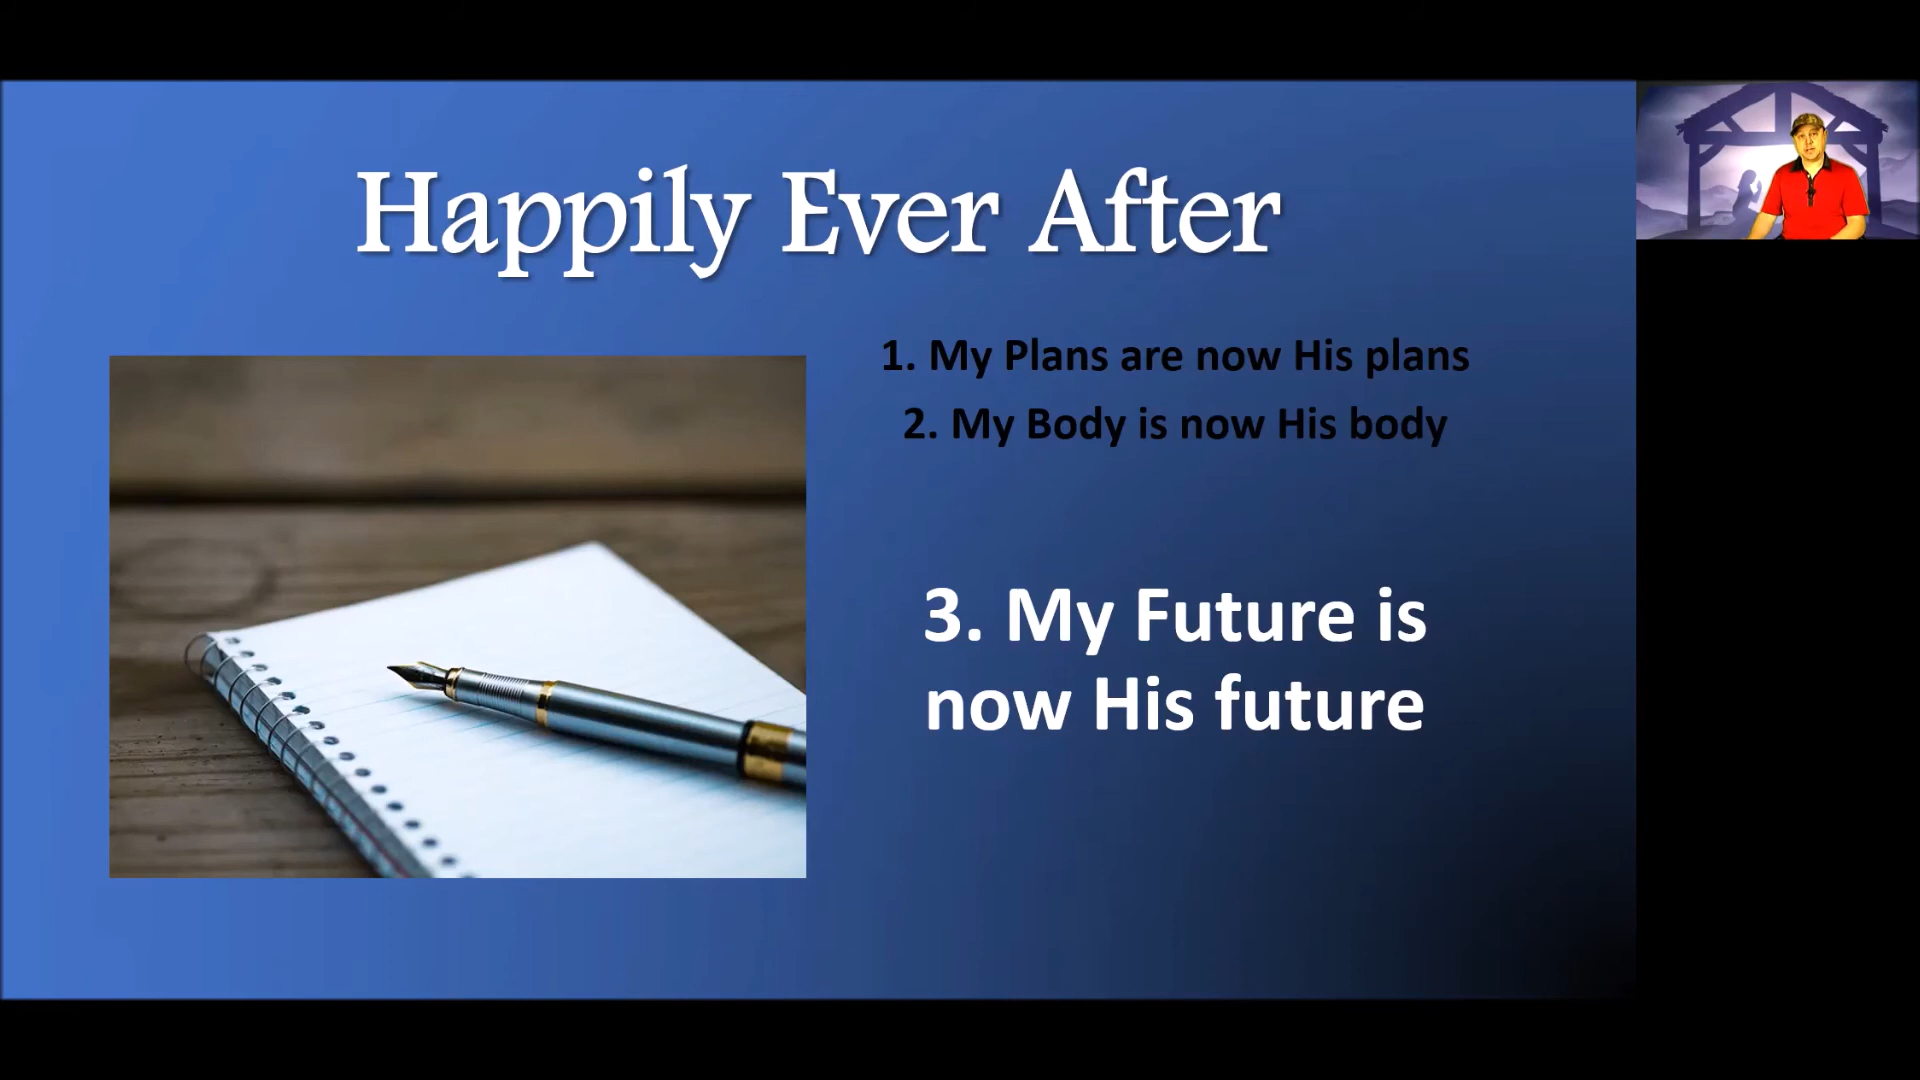 Happily Ever After
1. My Plans are now His plans
2. My Body is now His body
3. My Future is
now His future